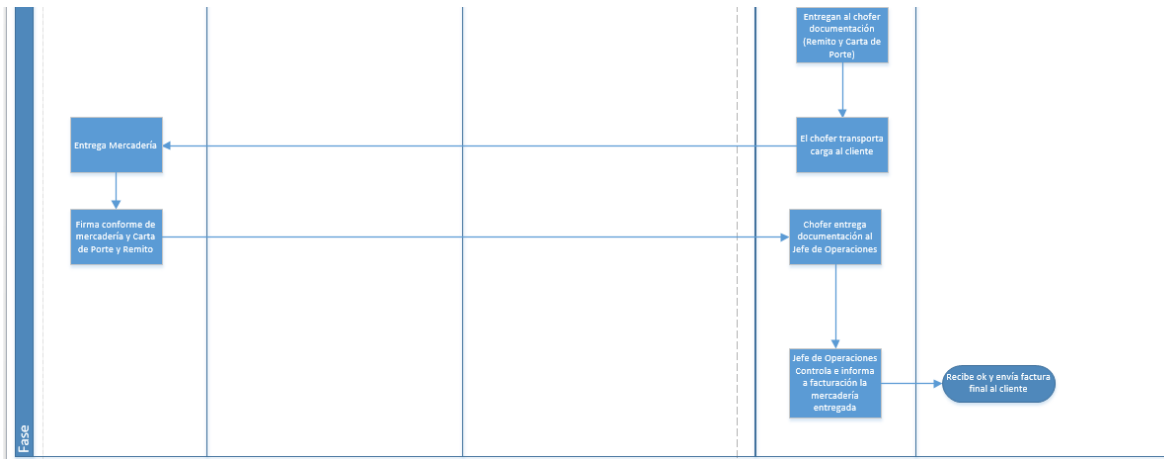 Entregan al chofer
documentación
(Remito y Carta de
Porte)
Entrega Mercadería
El chofer transporta
carga al cliente
Firma conforme de
mercadería y Carta
de Porte y Remito
Chofer entrega
documentación al
Jefe de Operaciones
Jefe de Operaciones
Controla e informa
a facturación la
mercadería
entregada
Recibe ok y envía factura
final al cliente
Fase